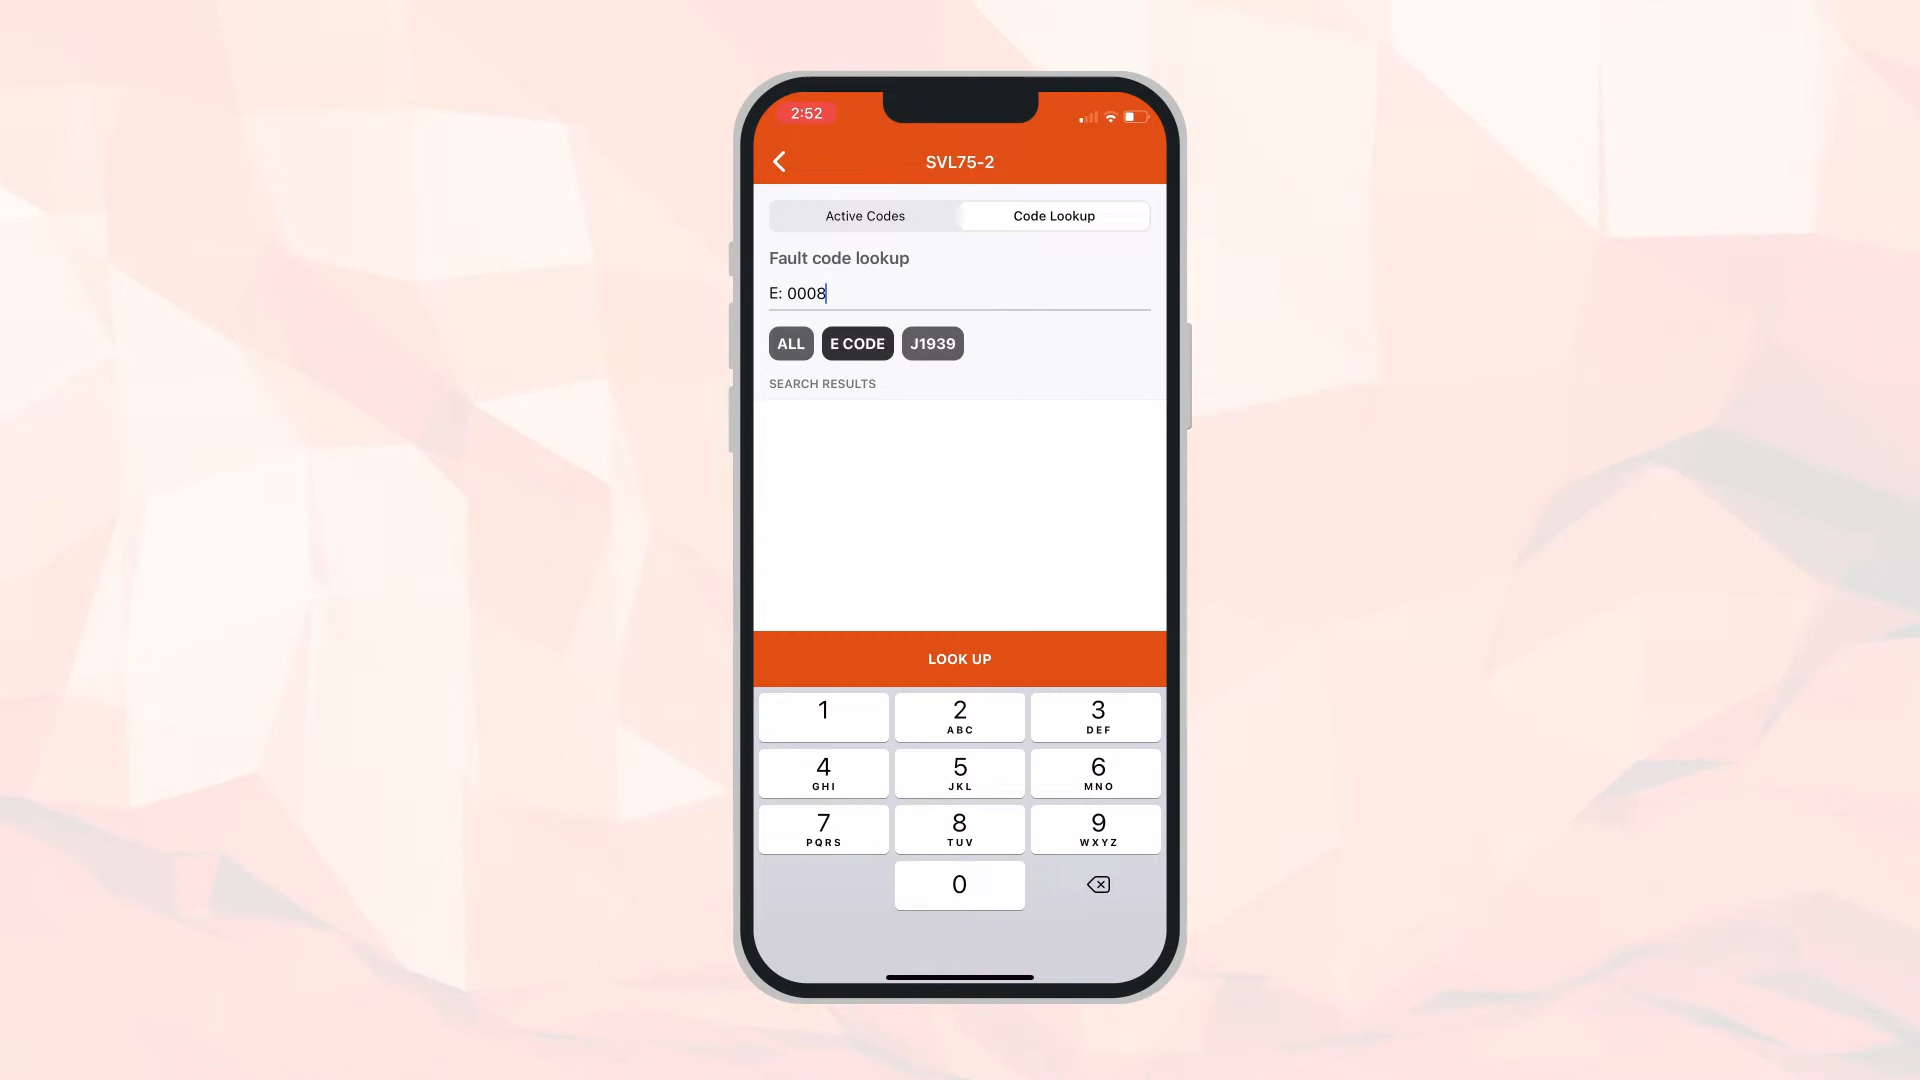 2:52
SVL75-2
Active Codes
Code Lookup
Fault code lookup
E: 0008
ALL
E CODE
J1939
SEARCH RESULTS
LOOK UP
1
2
ABC
3
DEF
4
GHI
5
JKL
6
MNO
7
PQRS
8
TUV
9
WXYZ
0